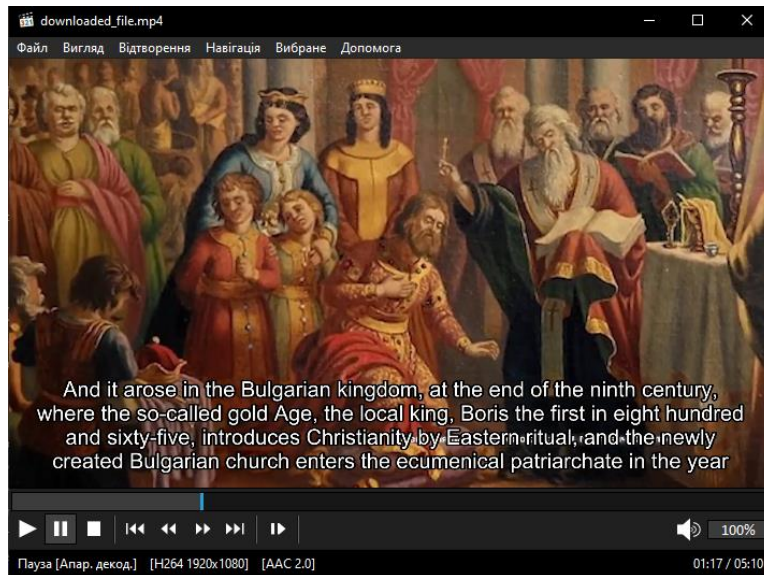 downloaded_file.mp4
Файл Вигляд Відтворення Навігація Вибране Допомога
And it arose in the Bulgarian kingdom, at the end of the ninth century,
where the so-called gold Age, the local king, Boris the first in eight hundred
and sixty-five, introduces Christianity by Eastern ritual, and the newly
created Bulgarian church enters the ecumenical patriarchate in the year
100%
Пауза [Апар. декод.] [H264 1920x1080] [AAC 2.0] 01:17 / 05:10